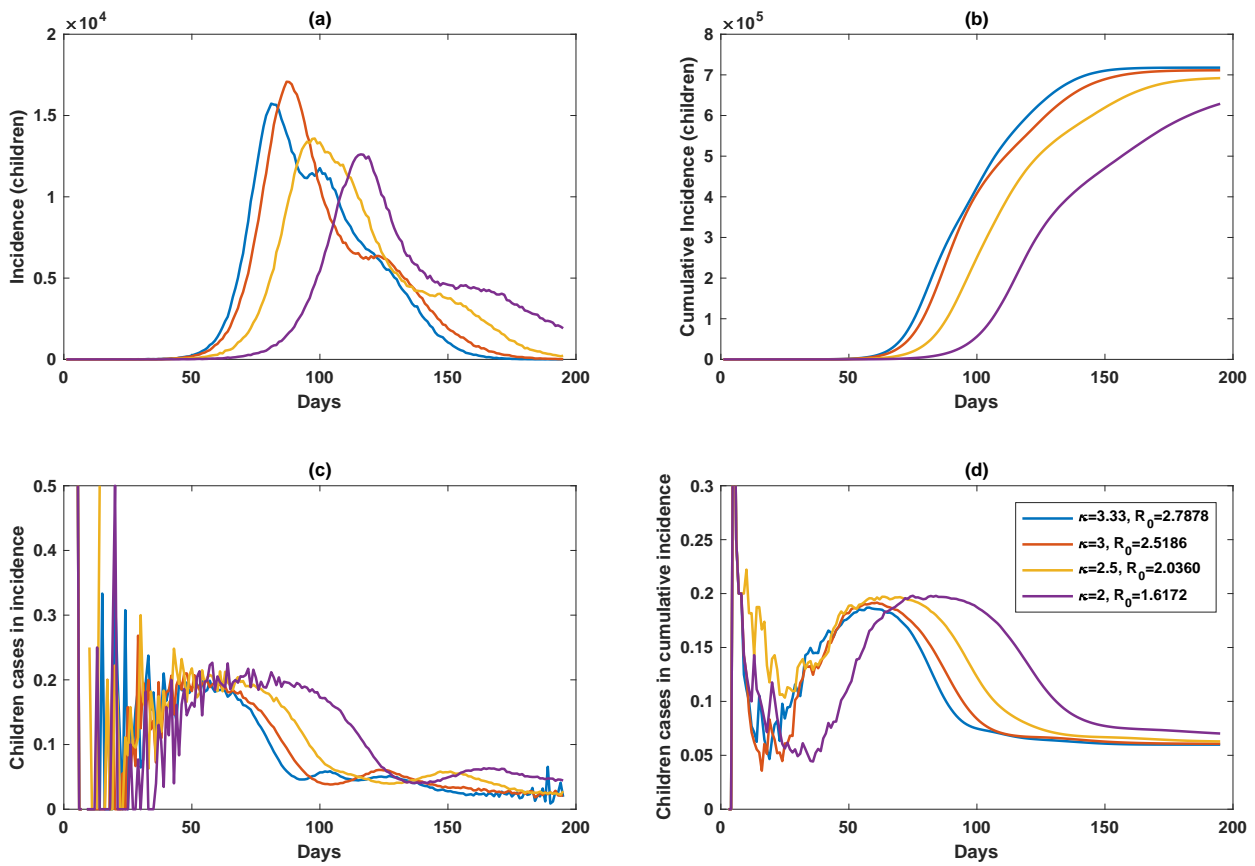 (a)
×10^4
2
1.5
1
0.5
0
0 50 100 150 200
Incidence (children)
Days
(b)
×10^5
8
7
6
5
4
3
2
1
0
0 50 100 150 200
Cumulative Incidence (children)
Days
(c)
0.5
0.4
0.3
0.2
0.1
0
0 50 100 150 200
Children cases in incidence
Days
(d)
0.3
0.25
0.2
0.15
0.1
0.05
0
0 50 100 150 200
Children cases in cumulative incidence
Days
κ=3.33, R_0=2.7878
κ=3, R_0=2.5186
κ=2.5, R_0=2.0360
κ=2, R_0=1.6172